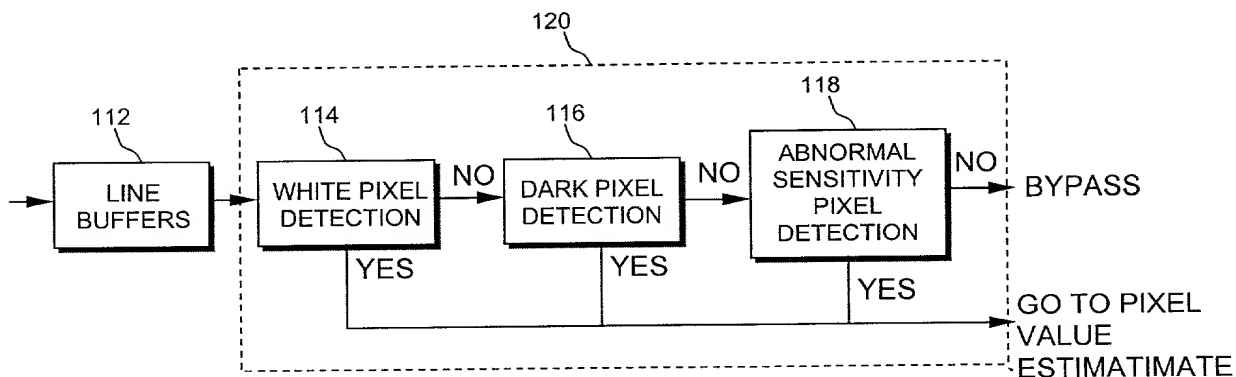 120
112
114
116
118
LINE
BUFFERS
WHITE PIXEL
DETECTION
NO
DARK PIXEL
DETECTION
NO
ABNORMAL
SENSITIVITY
PIXEL
DETECTION
NO
BYPASS
YES
YES
YES
GO TO PIXEL
VALUE
ESTIMATIMATE